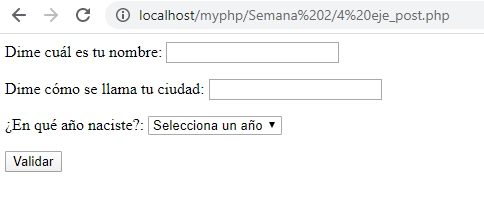 localhost/myphp/Semana%202/4%20eje_post.php
Dime cuál es tu nombre:
Dime cómo se llama tu ciudad:
¿En qué año naciste?: Selecciona un año
Validar